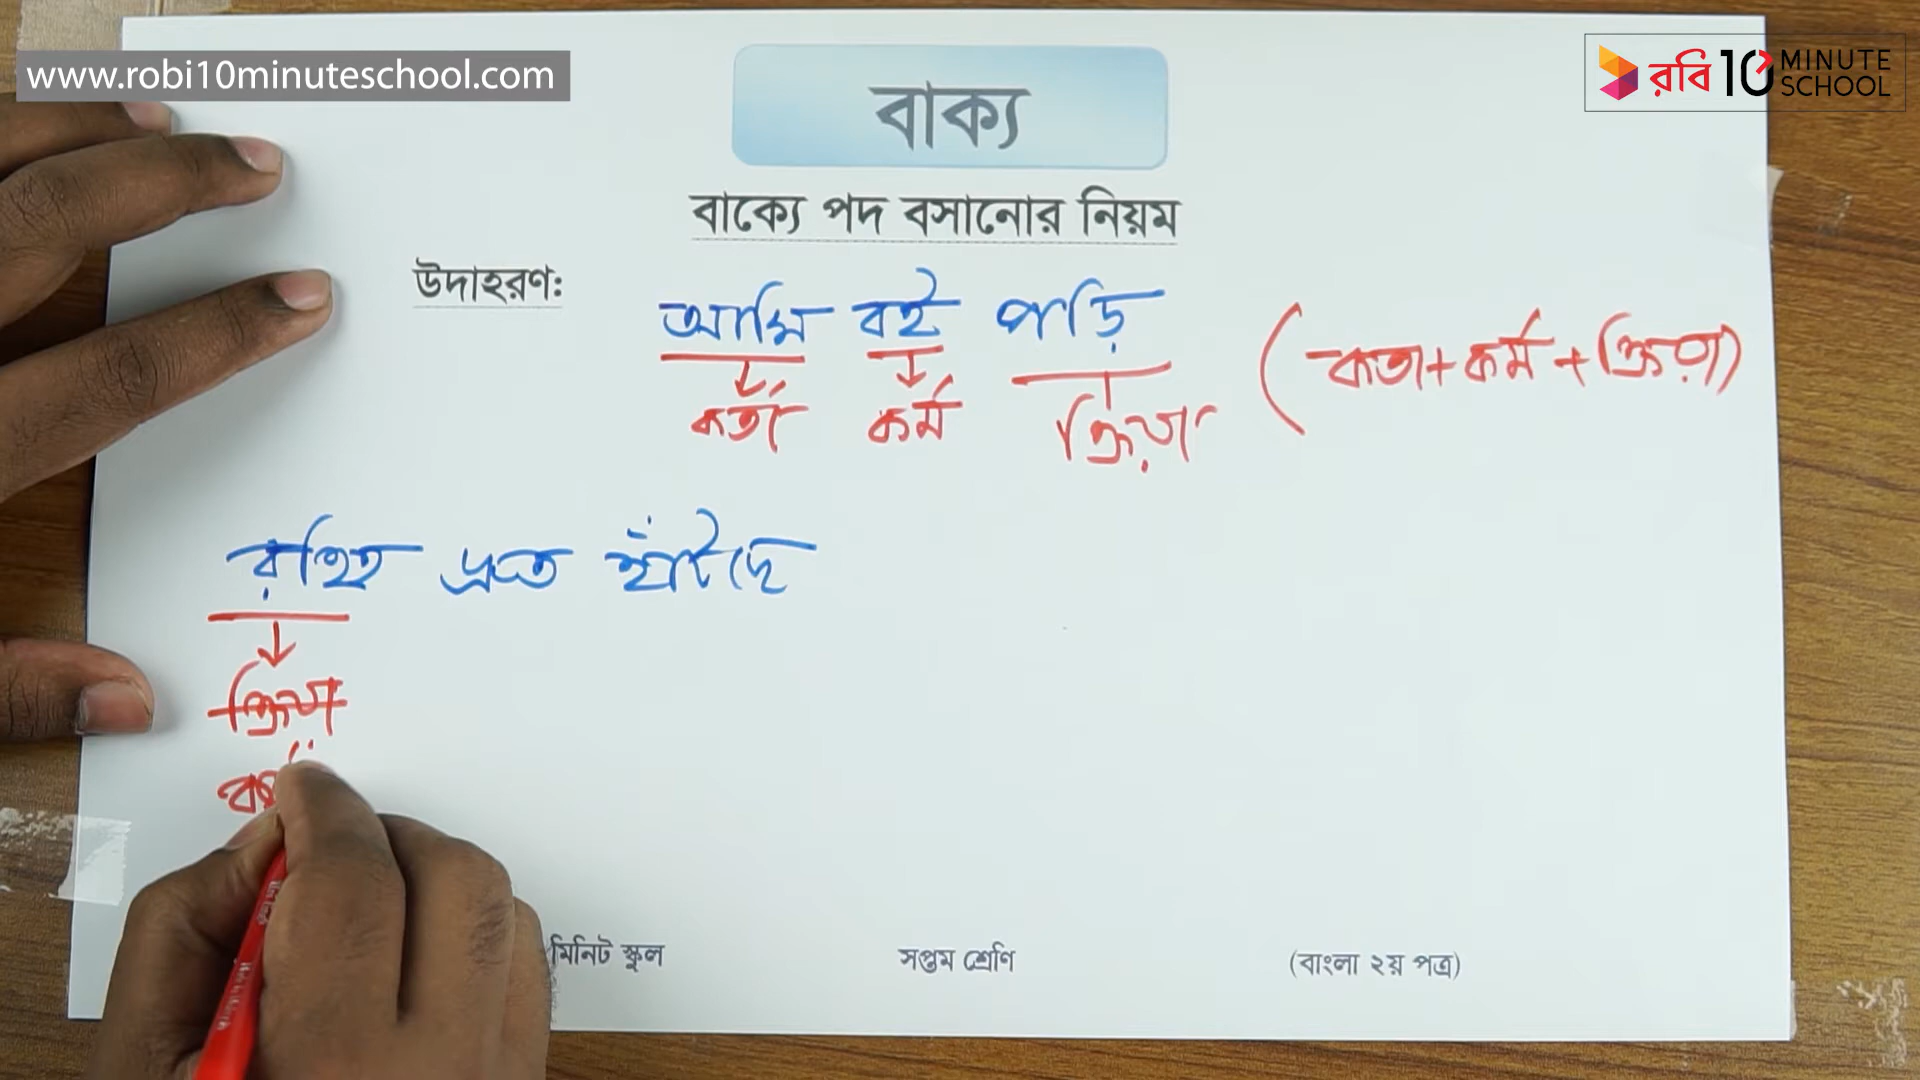 www.robi10minuteschool.com
রবি 10 MINUTE SCHOOL
বাক্য
বাক্যে পদ বসানোর নিয়ম
উদাহরণঃ
আমি বই পড়ি
কর্তা কর্ম ক্রিয়া
(কর্তা + কর্ম + ক্রিয়া)
দ্রুত হাঁটছে
ক্রিয়া
মিনিট স্কুল
সপ্তম শ্রেণি
(বাংলা ২য় পত্র)